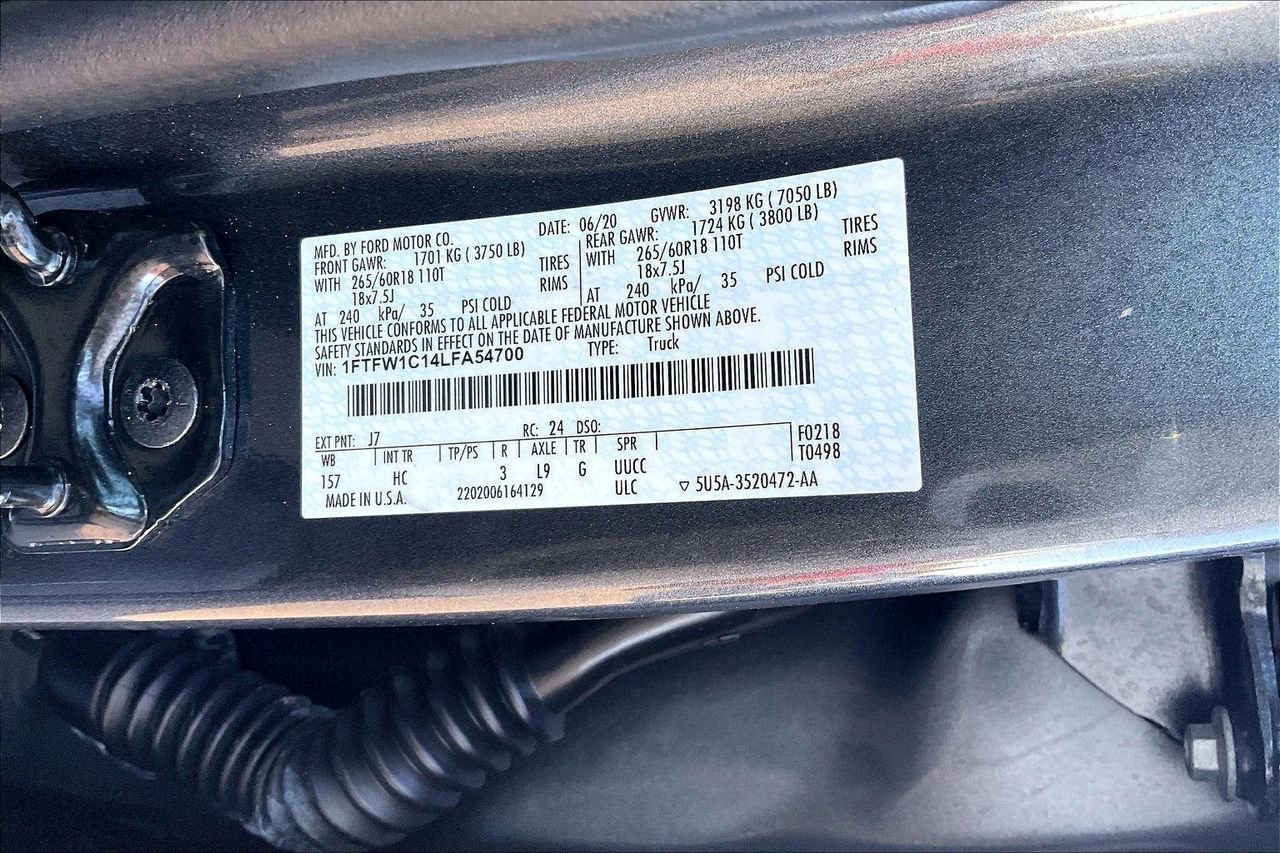 MFD. BY FORD MOTOR CO. DATE: 06/20 GVWR: 3198 KG ( 7050 LB)
FRONT GAWR: 1701 KG ( 3750 LB) REAR GAWR: 1724 KG ( 3800 LB)
WITH 265/60R18 110T TIRES WITH 265/60R18 110T TIRES
18x7.5J RIMS 18x7.5J RIMS
AT 240 kPa/ 35 PSI COLD AT 240 kPa/ 35 PSI COLD
THIS VEHICLE CONFORMS TO ALL APPLICABLE FEDERAL MOTOR VEHICLE
SAFETY STANDARDS IN EFFECT ON THE DATE OF MANUFACTURE SHOWN ABOVE.
VIN: 1FTFW1C14LFA54700 TYPE: Truck
EXT PNT: J7 RC: 24 DSO: F0218
WB INT TR TP/PS R AXLE TR SPR T0498
157 HC 3 L9 G UUCC
MADE IN U.S.A. 2202006164129 ULC ▽ 5U5A-3520472-AA